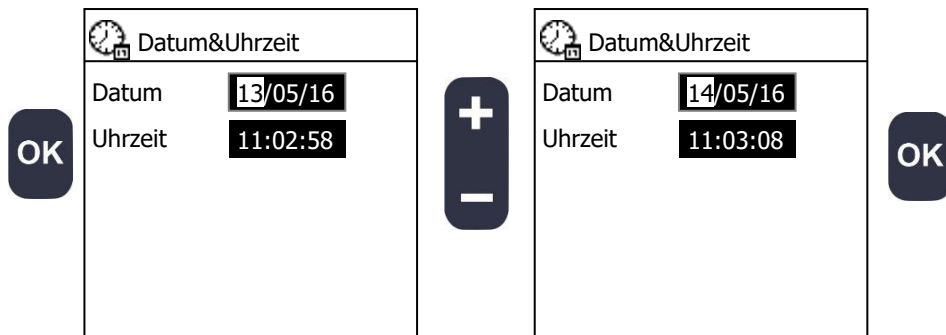 OK
Datum&Uhrzeit
Datum 13/05/16
Uhrzeit 11:02:58
+
−
Datum&Uhrzeit
Datum 14/05/16
Uhrzeit 11:03:08
OK